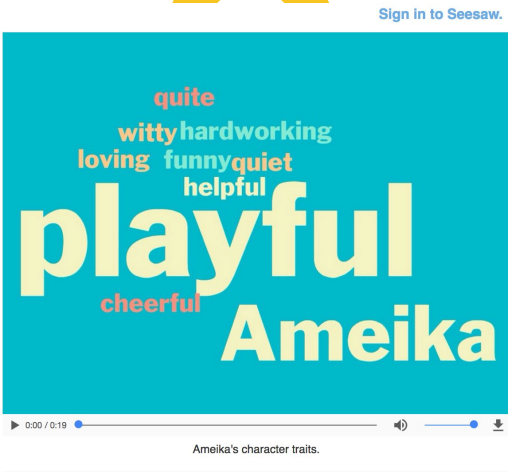 Sign in to Seesaw.
quite
witty hardworking
loving funny quiet
helpful
playful
cheerful
Ameika
0:00 / 0:19
Ameika's character traits.